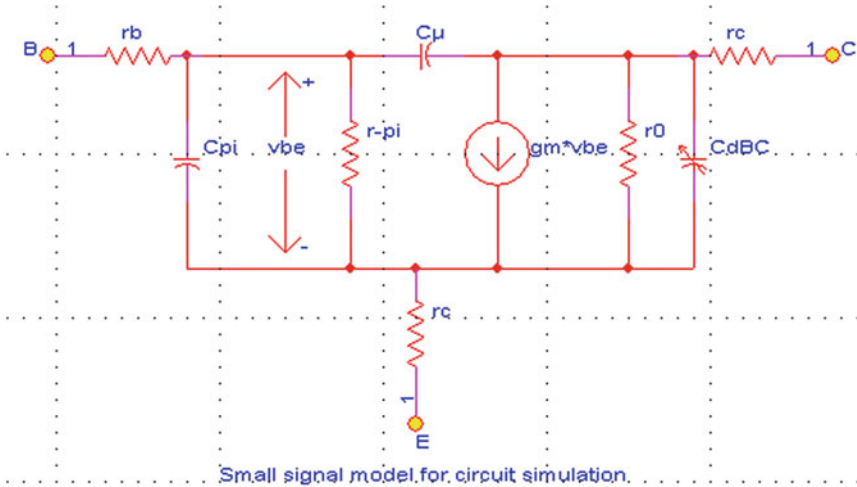 Cμ
rb
rc
B 1
1 C
+
Cpi
vbe
r-pi
gm*vbe
r0
CdBC
-
rc
1
E
Small signal model for circuit simulation